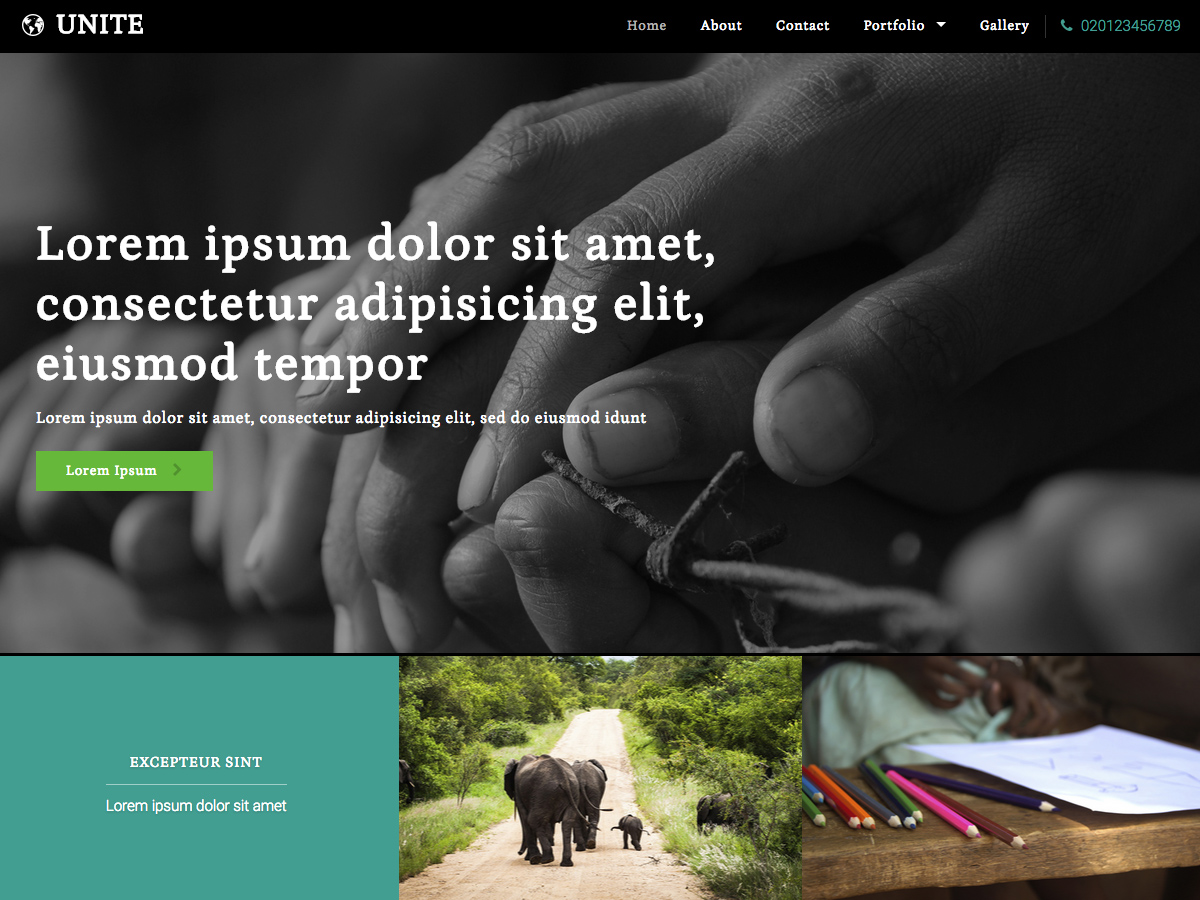 UNITE
Home About Contact Portfolio Gallery 020123456789
Lorem ipsum dolor sit amet,
consectetur adipisicing elit,
eiusmod tempor
Lorem ipsum dolor sit amet, consectetur adipisicing elit, sed do eiusmod idunt
Lorem Ipsum
EXCEPTEUR SINT
Lorem ipsum dolor sit amet